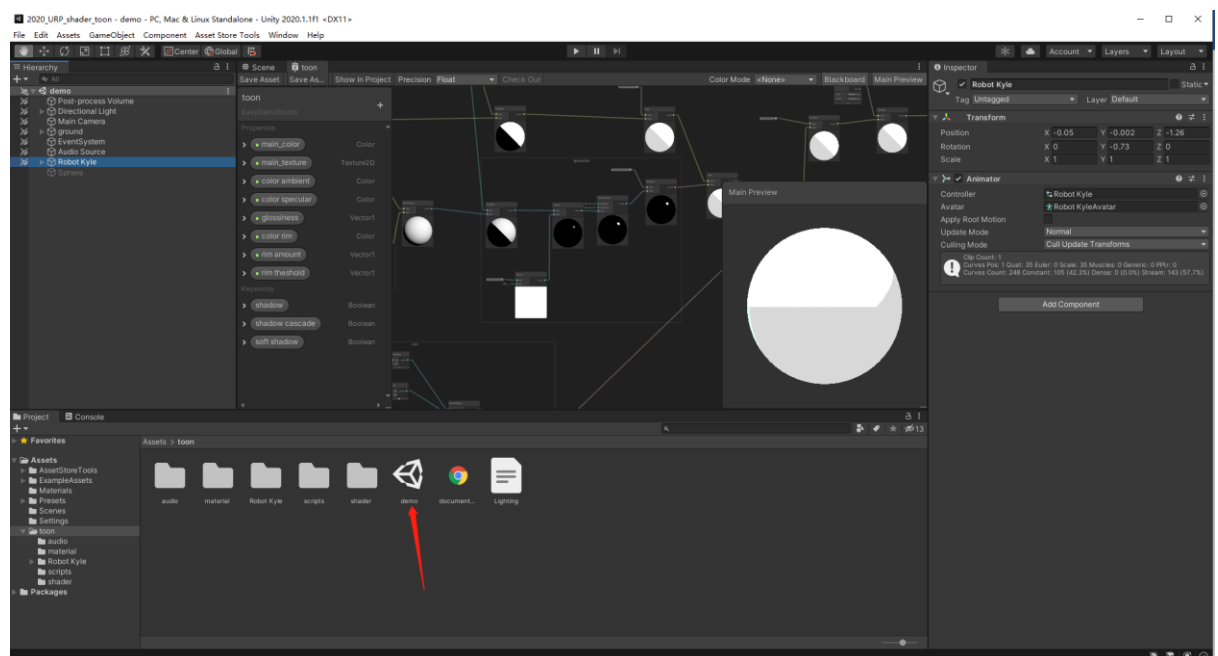 2020_URP_shader_toon - demo - PC, Mac & Linux Standalone - Unity 2020.1.1f1 <DX11>
File Edit Assets GameObject Component Asset Store Tools Window Help
Center Global
Account Layers Layout
Hierarchy
All
demo
Post-process Volume
Directional Light
Main Camera
ground
EventSystem
Audio Source
Robot Kyle
Sphere
Scene toon
Save Asset Save As... Show In Project Precision Float Check Out Color Mode <None> Blackboard Main Preview
toon
EasyGameStudio
Properties
main_color Color
main_texture Texture2D
color ambient Color
color specular Color
glossiness Vector1
color rim Color
rim amount Vector1
rim theshold Vector1
Keywords
shadow Boolean
shadow cascade Boolean
soft shadow Boolean
Main Preview
Inspector
Robot Kyle Static
Tag Untagged Layer Default
Transform
Position X -0.05 Y -0.002 Z -1.26
Rotation X 0 Y -0.73 Z 0
Scale X 1 Y 1 Z 1
Animator
Controller Robot Kyle
Avatar Robot KyleAvatar
Apply Root Motion
Update Mode Normal
Culling Mode Cull Update Transforms
Clip Count: 1
Curves Pos: 1 Quat: 35 Euler: 0 Scale: 35 Muscles: 0 Generic: 0 PPtr: 0
Curves Count: 248 Constant: 105 (42.3%) Dense: 0 (0.0%) Stream: 143 (57.7%)
Add Component
Project Console
13
Favorites
Assets > toon
Assets
AssetStoreTools
ExampleAssets
Materials
Presets
Scenes
Settings
toon
audio
material
Robot Kyle
scripts
shader
Packages
audio material Robot Kyle scripts shader demo document... Lighting